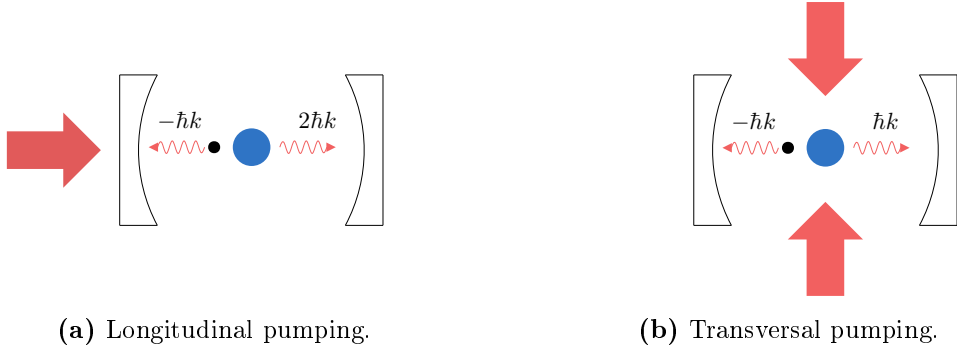 −ħk 2ħk
−ħk ħk
(a) Longitudinal pumping.
(b) Transversal pumping.